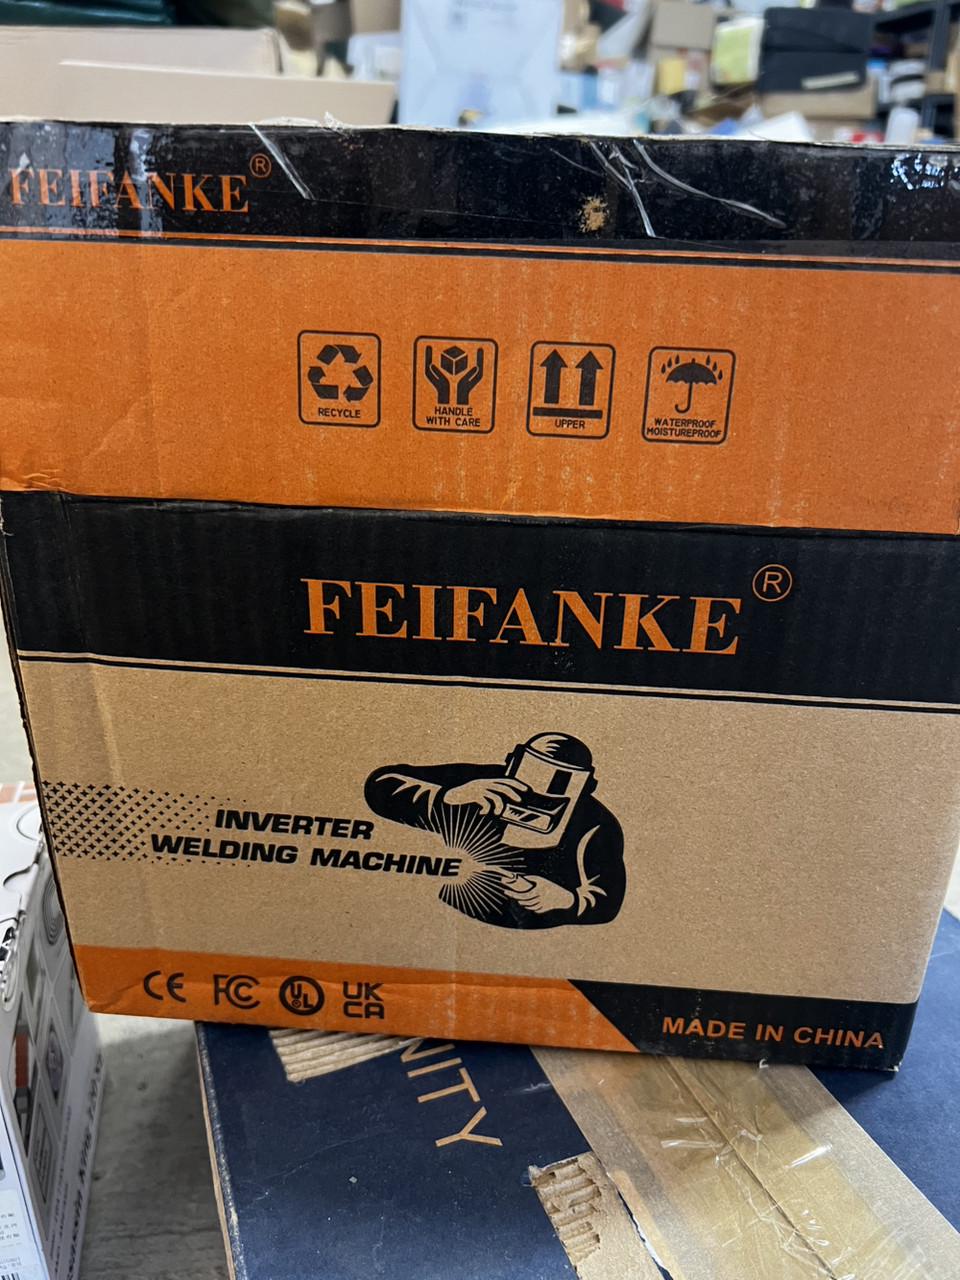 FEIFANKE®
RECYCLE
HANDLE
WITH CARE
UPPER
WATERPROOF
MOISTUREPROOF
FEIFANKE®
INVERTER
WELDING MACHINE
CE FC UL UK
CA
MADE IN CHINA
NITY